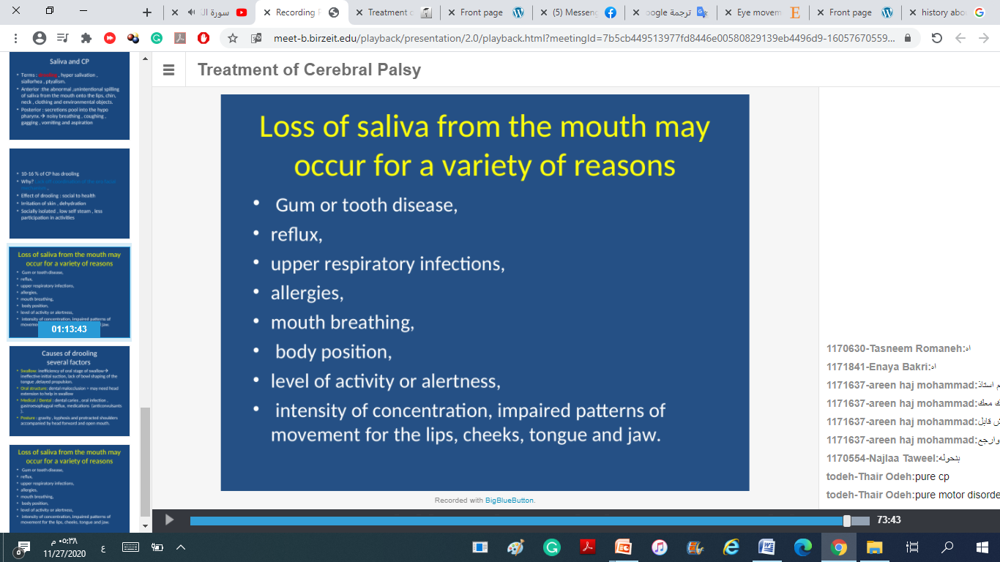 سورة ال
Recording P
Treatment o
Front page
(5) Messeng
ترجمة oogle
Eye movem
Front page
history abou
meet-b.birzeit.edu/playback/presentation/2.0/playback.html?meetingId=7b5cb449513977fd8446e00580829139eb4496d9-16057670559...
Treatment of Cerebral Palsy
Saliva and CP
• Terms : , hyper salivation ,
siallorhea , ptyalism.
• Anterior :the abnormal ,unintentional spilling
of saliva from the mouth onto the lips, chin,
neck , clothing and environmental objects.
• Posterior : secretions pool into the hypo
pharynx.→ noisy breathing , coughing ,
gagging , vomiting and aspiration
• 10-16 % of CP has drooling
• Why?
• Effect of drooling : social to health
• Irritation of skin , dehydration
• Socially isolated , low self steam , less
participation in activities
Loss of saliva from the mouth may
occur for a variety of reasons
• Gum or tooth disease,
• reflux,
• upper respiratory infections,
• allergies,
• mouth breathing,
• body position,
• level of activity or alertness,
• intensity of concentration, impaired patterns of
moveme jaw.
01:13:43
Causes of drooling
several factors
• Swallow: inefficiency of oral stage of swallow→
ineffective initial suction, lack of bowl shaping of the
tongue ,delayed propulsion.
• Oral structure: dental malocclusion = may need head
extension to help in swallow
• Medical / Dental : dental caries , oral infection ,
gastroesophagyal reflux, medications (anticonvulsants
).
• Posture : gravity , kyphosis and protracted shoulders
accompanied by head forward and open mouth.
Loss of saliva from the mouth may
occur for a variety of reasons
• Gum or tooth disease,
• reflux,
• upper respiratory infections,
• allergies,
• mouth breathing,
• body position,
• level of activity or alertness,
• intensity of concentration, impaired patterns of
movement for the lips, cheeks, tongue and jaw.
Loss of saliva from the mouth may
occur for a variety of reasons
• Gum or tooth disease,
• reflux,
• upper respiratory infections,
• allergies,
• mouth breathing,
• body position,
• level of activity or alertness,
• intensity of concentration, impaired patterns of
movement for the lips, cheeks, tongue and jaw.
Recorded with BigBlueButton.
1170630-Tasneem Romaneh:اه
1171841-Enaya Bakri:اه
1171637-areen haj mohammad:م استاذ
1171637-areen haj mohammad:ك معك
1171637-areen haj mohammad:ش قابل
1171637-areen haj mohammad:وارجع
1170554-Najlaa Taweel:بنحوله
todeh-Thair Odeh:pure cp
todeh-Thair Odeh:pure motor disorde
73:43
٠٥:٣٨ م
11/27/2020
ع